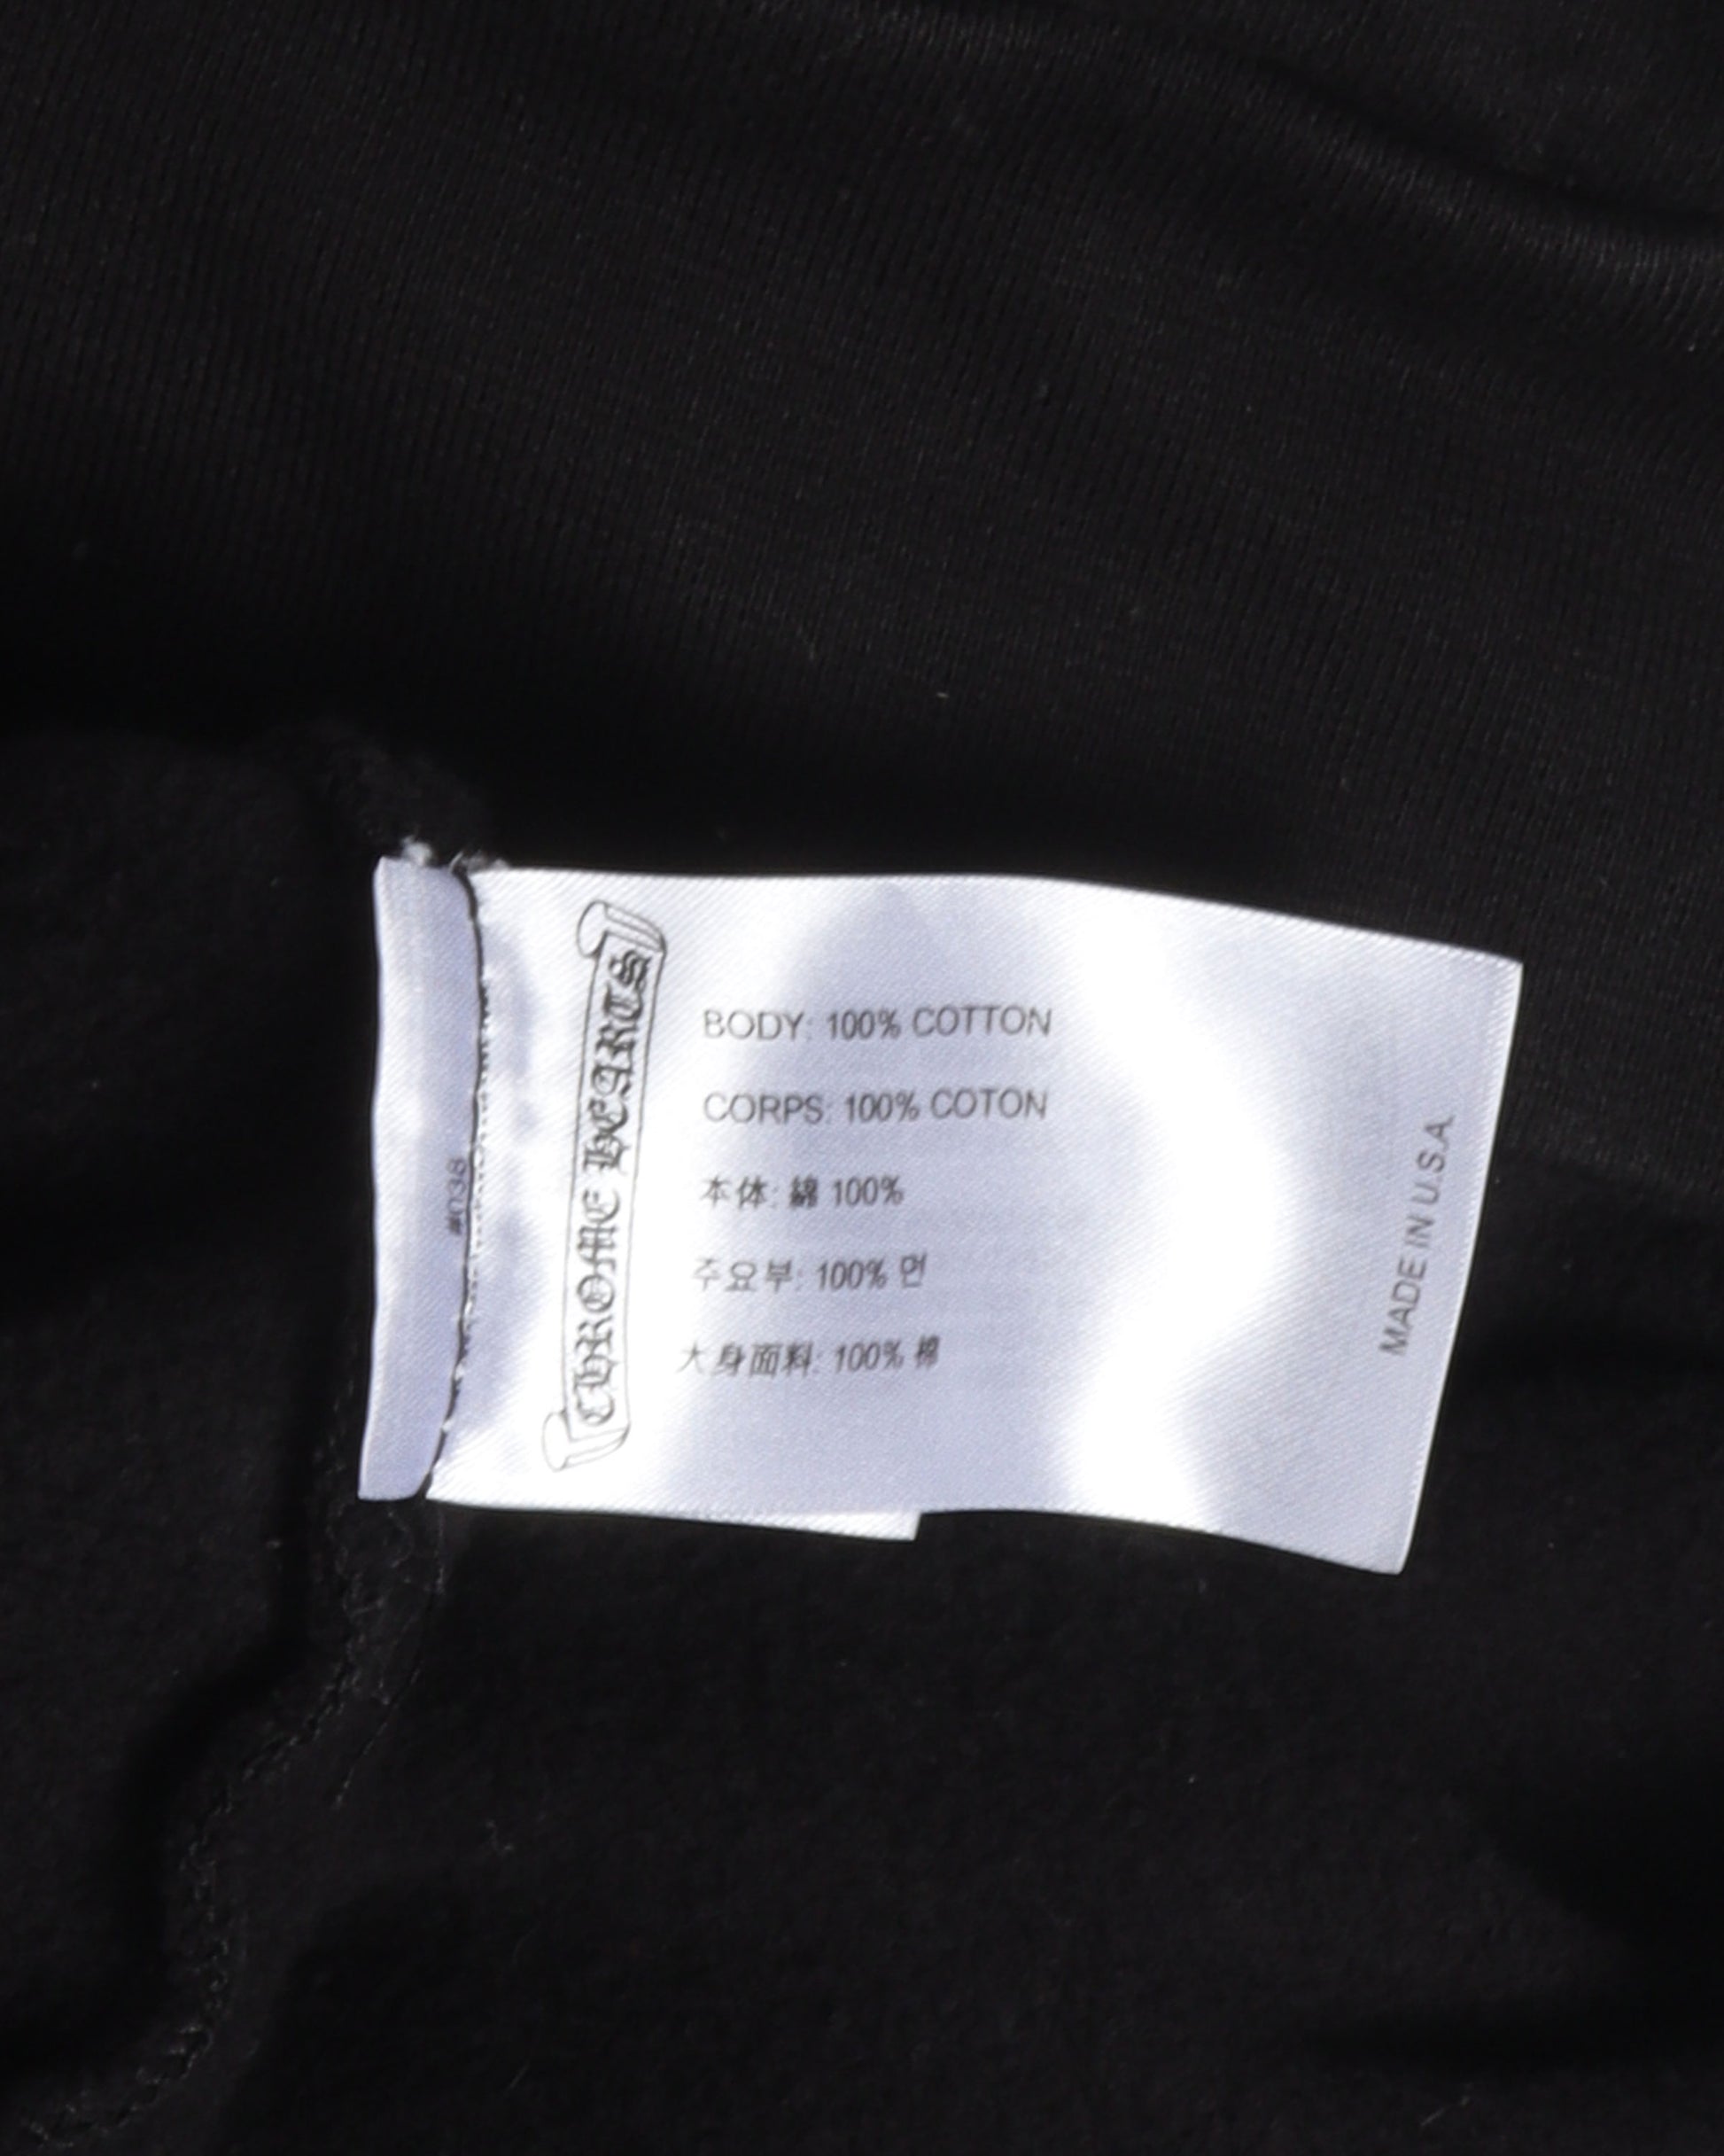 #038
CHROME HEARTS
BODY: 100% COTTON
CORPS: 100% COTON
本体: 綿 100%
주요부: 100% 면
大身面料: 100% 棉
MADE IN U.S.A.